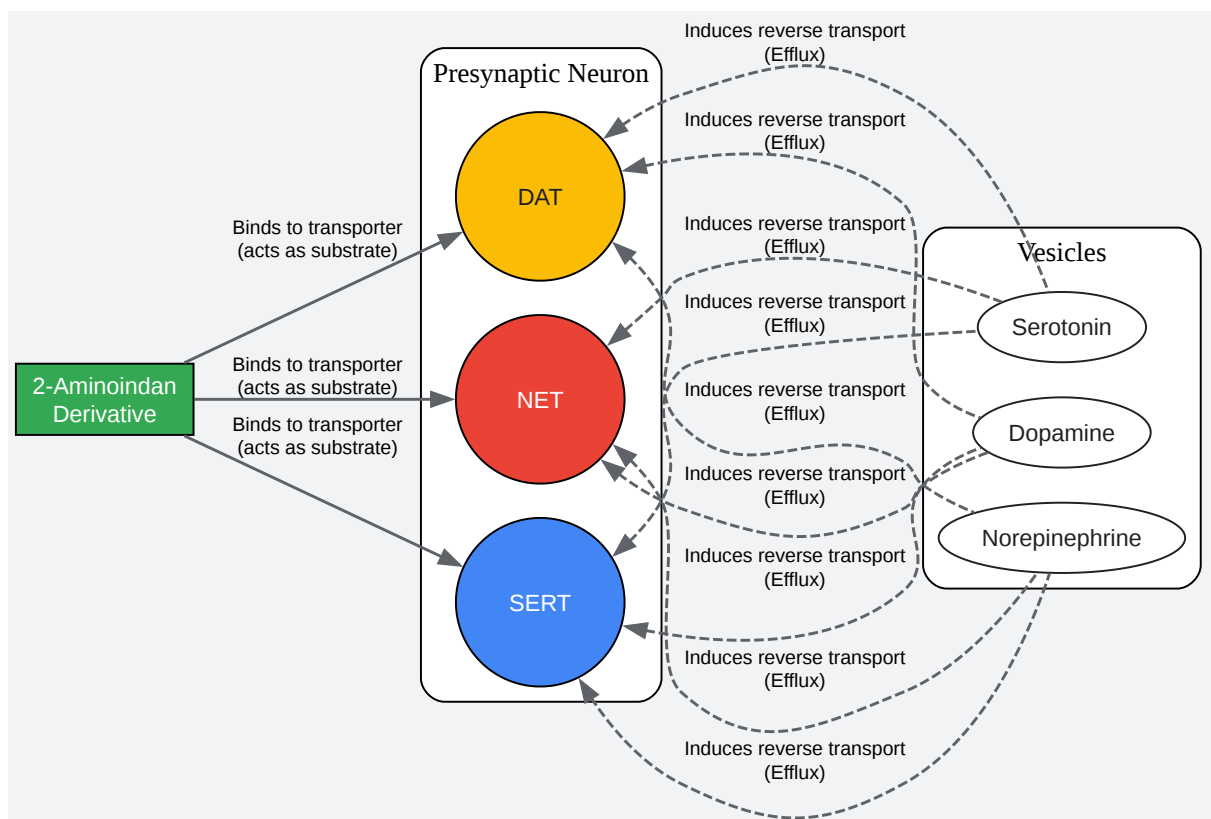 Induces reverse transport
(Efflux)
Presynaptic Neuron
Induces reverse transport
(Efflux)
DAT
Binds to transporter
(acts as substrate)
Induces reverse transport
(Efflux)
Vesicles
Induces reverse transport
(Efflux)
Serotonin
2-Aminoindan
Derivative
Binds to transporter
(acts as substrate)
NET
Induces reverse transport
(Efflux)
Binds to transporter
(acts as substrate)
Dopamine
Induces reverse transport
(Efflux)
Norepinephrine
Induces reverse transport
(Efflux)
SERT
Induces reverse transport
(Efflux)
Induces reverse transport
(Efflux)